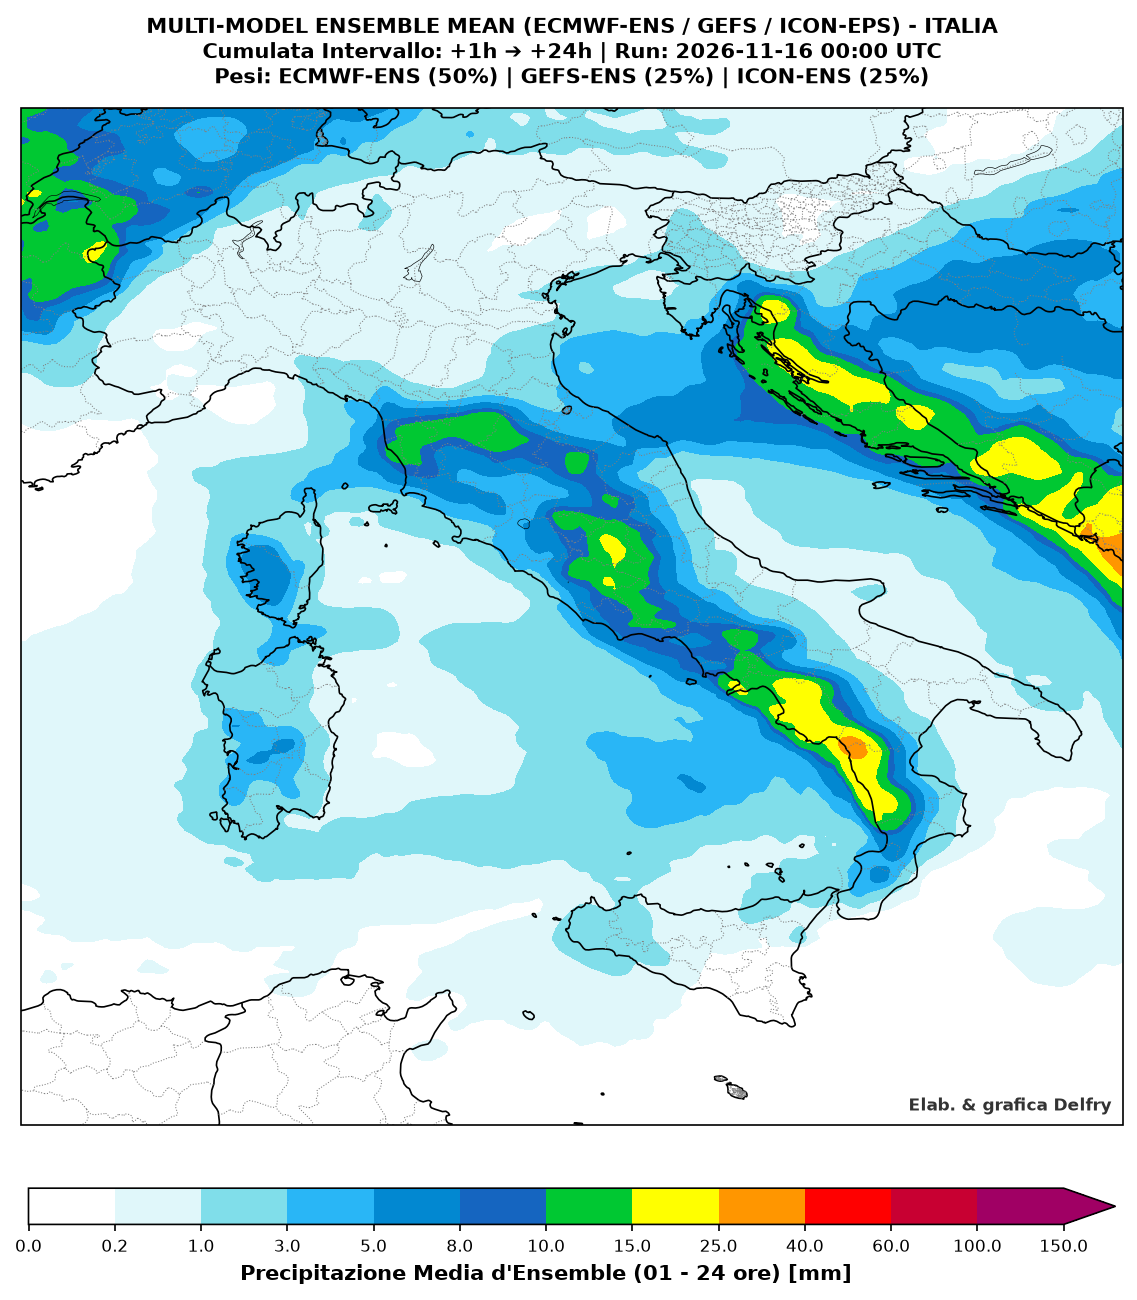 MULTI-MODEL ENSEMBLE MEAN (ECMWF-ENS / GEFS / ICON-EPS) - ITALIA
Cumulata Intervallo: +1h ➔ +24h | Run: 2026-11-16 00:00 UTC
Pesi: ECMWF-ENS (50%) | GEFS-ENS (25%) | ICON-ENS (25%)
Elab. & grafica Delfry
0.0 0.2 1.0 3.0 5.0 8.0 10.0 15.0 25.0 40.0 60.0 100.0 150.0
Precipitazione Media d'Ensemble (01 - 24 ore) [mm]